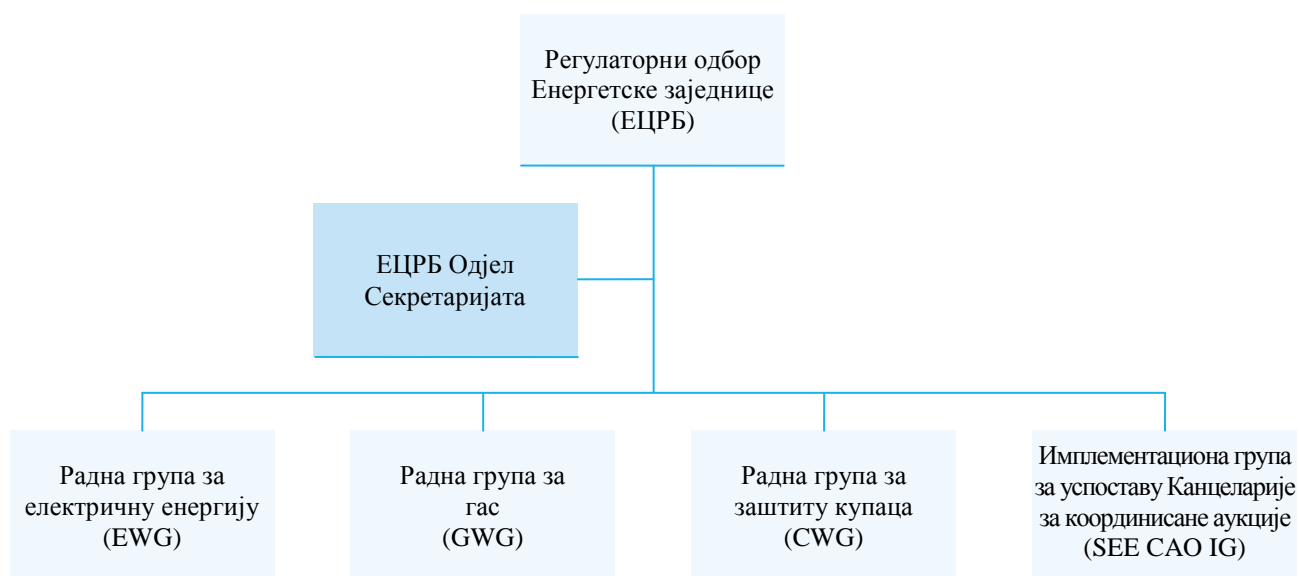 Регулаторни одбор
Енергетске заједнице
(ЕЦРБ)
ЕЦРБ Одјел
Секретаријата
Радна група за
електричну енергију
(EWG)
Радна група за
гас
(GWG)
Радна група за
заштиту купаца
(CWG)
Имплементациона група
за успоставу Канцеларије
за координисане аукције
(SEE CAO IG)